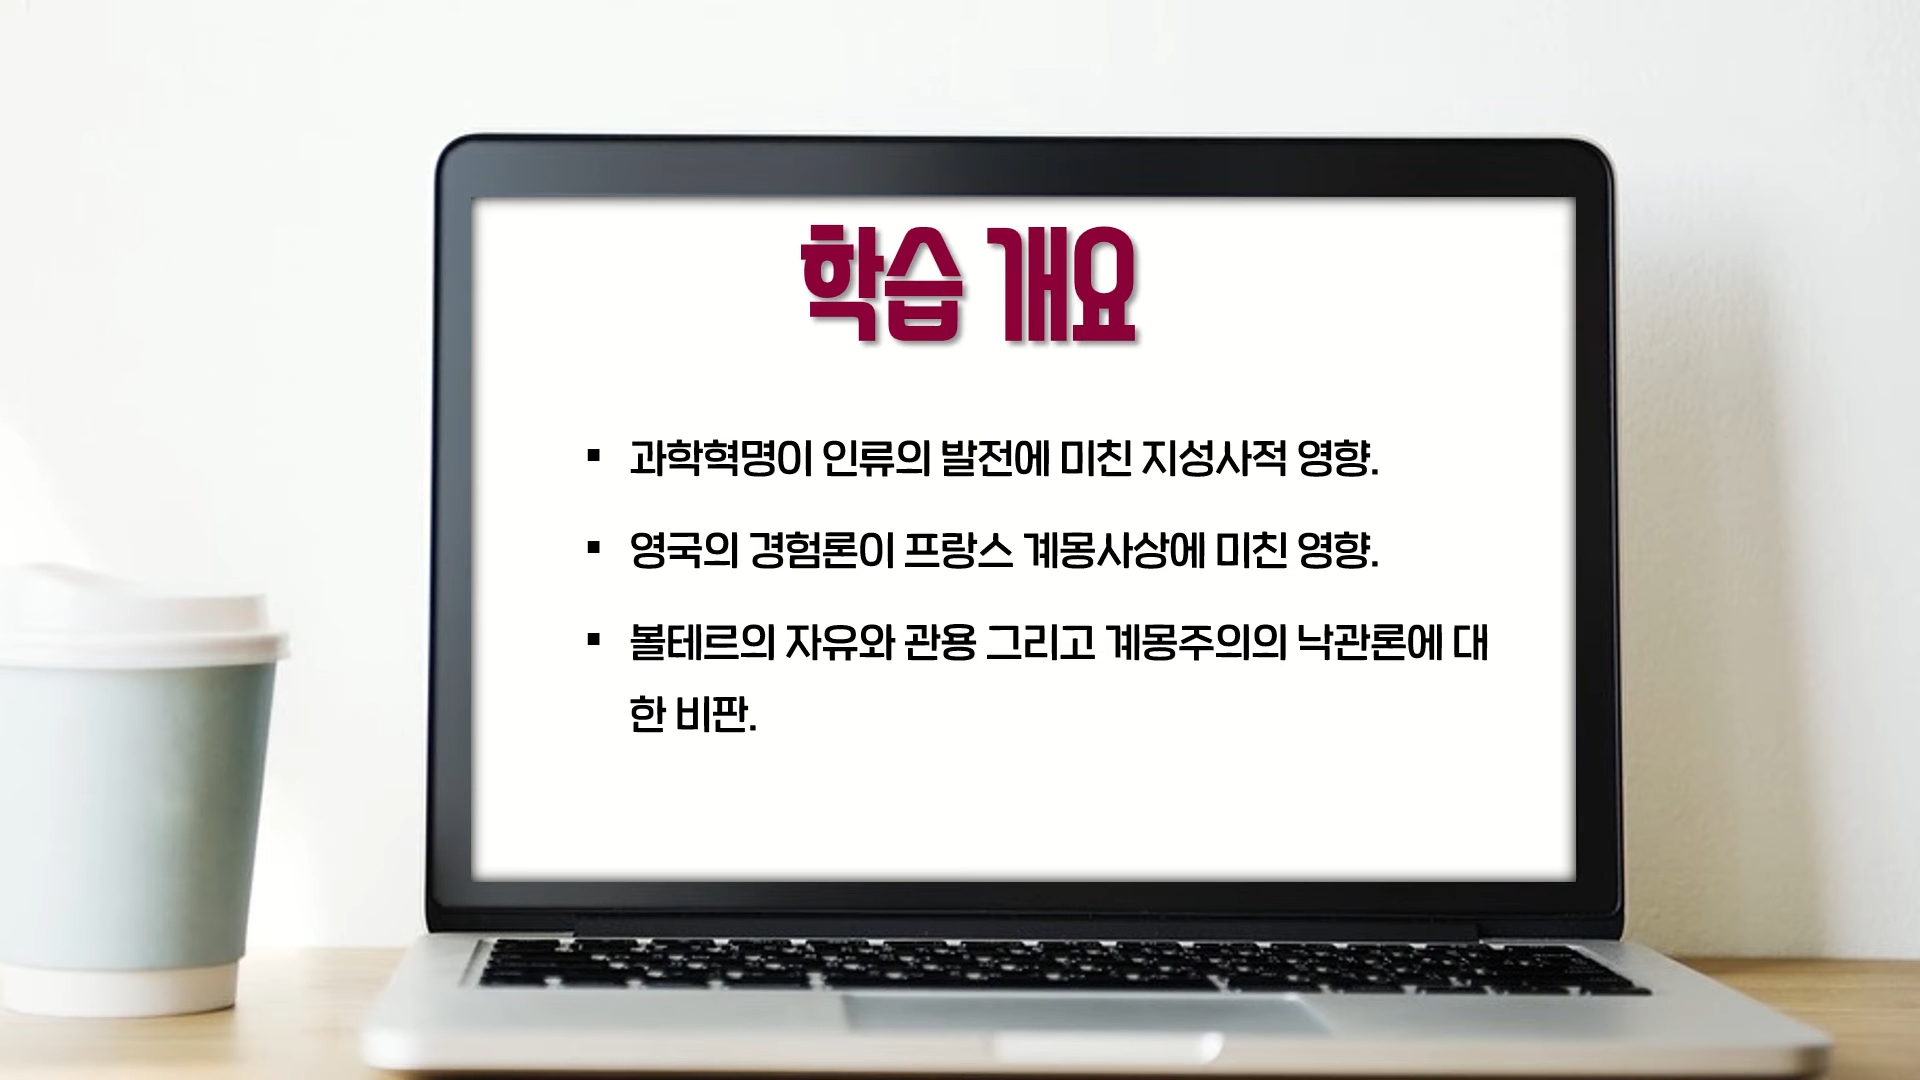 학습 개요
▪ 과학혁명이 인류의 발전에 미친 지성사적 영향.
▪ 영국의 경험론이 프랑스 계몽사상에 미친 영향.
▪ 볼테르의 자유와 관용 그리고 계몽주의의 낙관론에 대
한 비판.